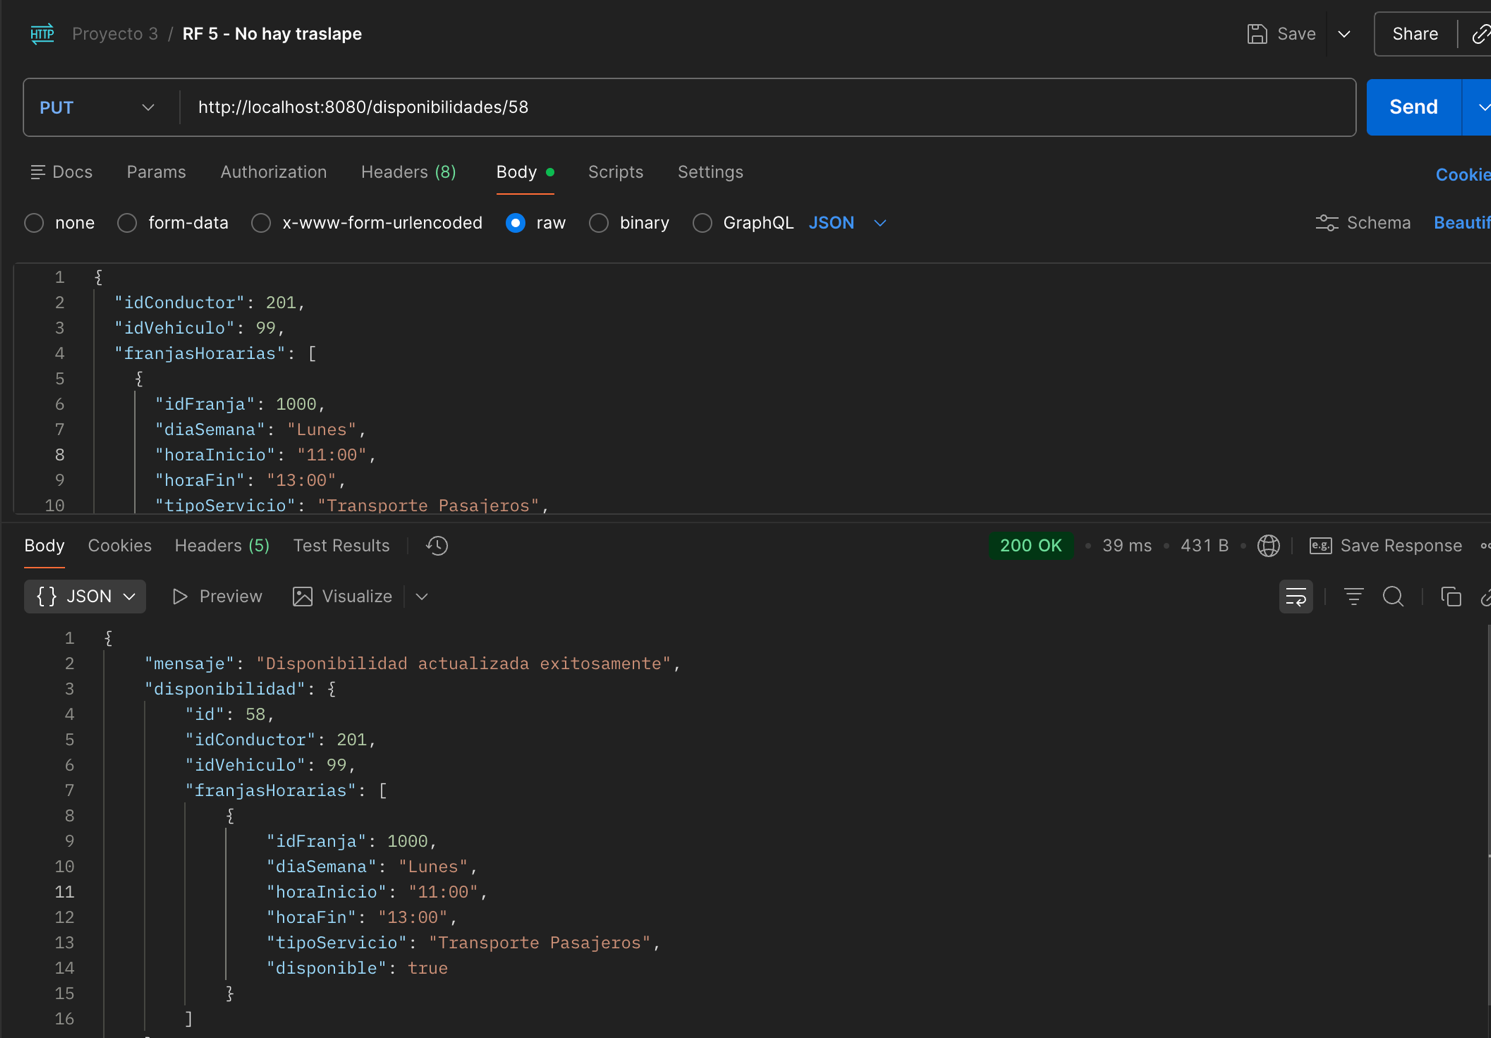 HTTP Proyecto 3 / RF 5 - No hay traslape Save Share
PUT http://localhost:8080/disponibilidades/58 Send
Docs Params Authorization Headers (8) Body Scripts Settings Cookie
none form-data x-www-form-urlencoded raw binary GraphQL JSON Schema Beautif
1 {
2 "idConductor": 201,
3 "idVehiculo": 99,
4 "franjasHorarias": [
5 {
6 "idFranja": 1000,
7 "diaSemana": "Lunes",
8 "horaInicio": "11:00",
9 "horaFin": "13:00",
10 "tipoServicio": "Transporte Pasajeros",
Body Cookies Headers (5) Test Results 200 OK • 39 ms • 431 B • e.g. Save Response
{} JSON Preview Visualize
1 {
2 "mensaje": "Disponibilidad actualizada exitosamente",
3 "disponibilidad": {
4 "id": 58,
5 "idConductor": 201,
6 "idVehiculo": 99,
7 "franjasHorarias": [
8 {
9 "idFranja": 1000,
10 "diaSemana": "Lunes",
11 "horaInicio": "11:00",
12 "horaFin": "13:00",
13 "tipoServicio": "Transporte Pasajeros",
14 "disponible": true
15 }
16 ]